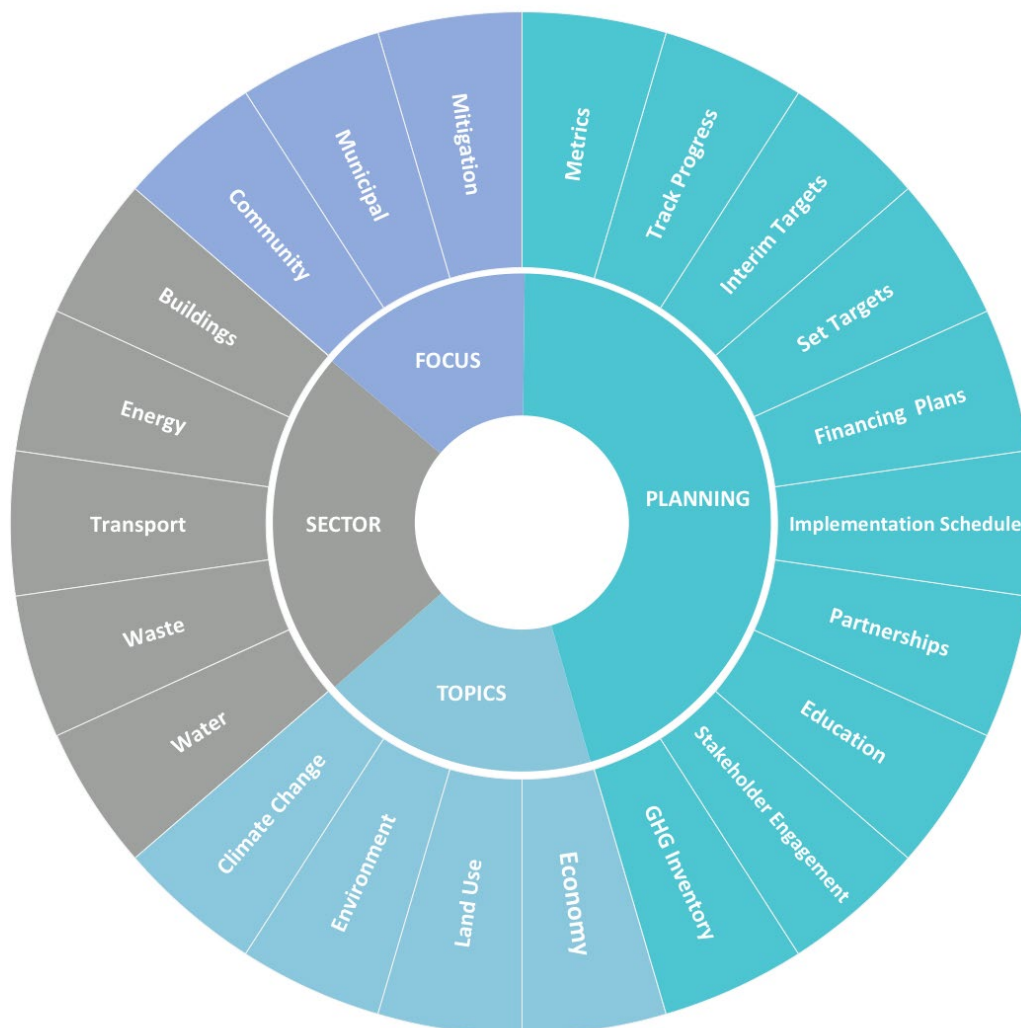 Metrics
Track Progress
Interim Targets
Set Targets
Financing Plans
Implementation Schedule
Partnerships
Education
Stakeholder Engagement
GHG Inventory
Economy
Land Use
Environment
Climate Change
Water
Waste
Transport
Energy
Buildings
Community
Municipal
Mitigation
FOCUS
PLANNING
TOPICS
SECTOR